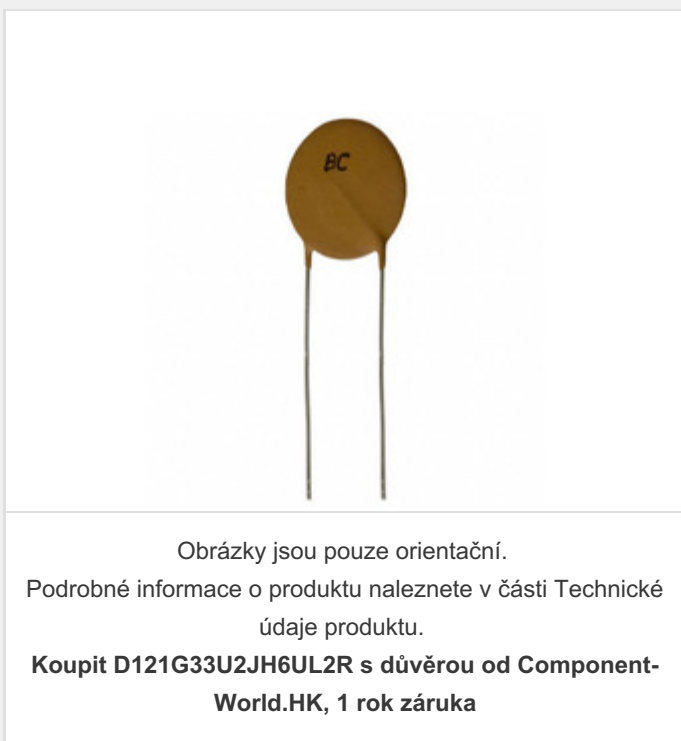 BC
Obrázky jsou pouze orientační.
Podrobné informace o produktu naleznete v části Technické
údaje produktu.
Koupit D121G33U2JH6UL2R s důvěrou od Component-
World.HK, 1 rok záruka